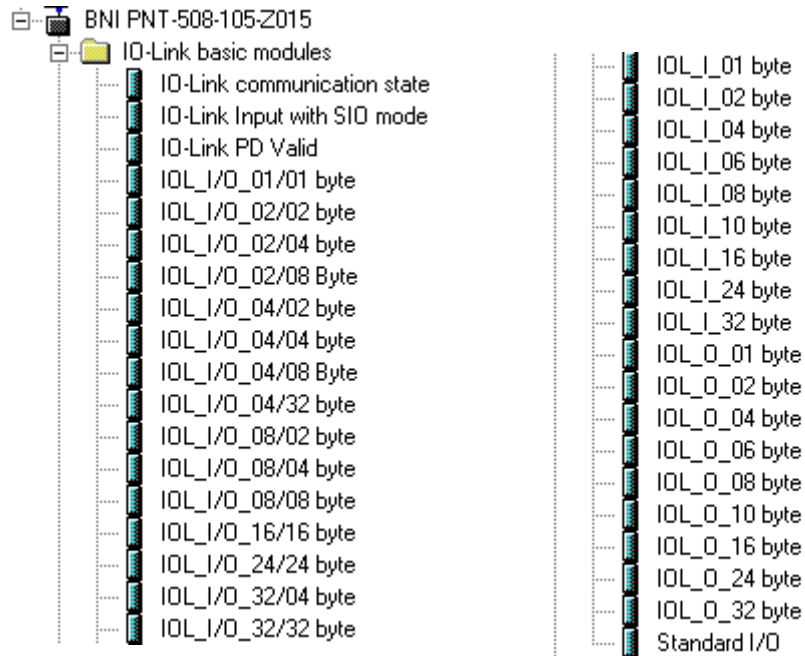 BNI PNT-508-105-Z015
IO-Link basic modules
IO-Link communication state
IO-Link Input with SIO mode
IO-Link PD Valid
IOL_I/O_01/01 byte
IOL_I/O_02/02 byte
IOL_I/O_02/04 byte
IOL_I/O_02/08 Byte
IOL_I/O_04/02 byte
IOL_I/O_04/04 byte
IOL_I/O_04/08 Byte
IOL_I/O_04/32 byte
IOL_I/O_08/02 byte
IOL_I/O_08/04 byte
IOL_I/O_08/08 byte
IOL_I/O_16/16 byte
IOL_I/O_24/24 byte
IOL_I/O_32/04 byte
IOL_I/O_32/32 byte
IOL_I_01 byte
IOL_I_02 byte
IOL_I_04 byte
IOL_I_06 byte
IOL_I_08 byte
IOL_I_10 byte
IOL_I_16 byte
IOL_I_24 byte
IOL_I_32 byte
IOL_O_01 byte
IOL_O_02 byte
IOL_O_04 byte
IOL_O_06 byte
IOL_O_08 byte
IOL_O_10 byte
IOL_O_16 byte
IOL_O_24 byte
IOL_O_32 byte
Standard I/O